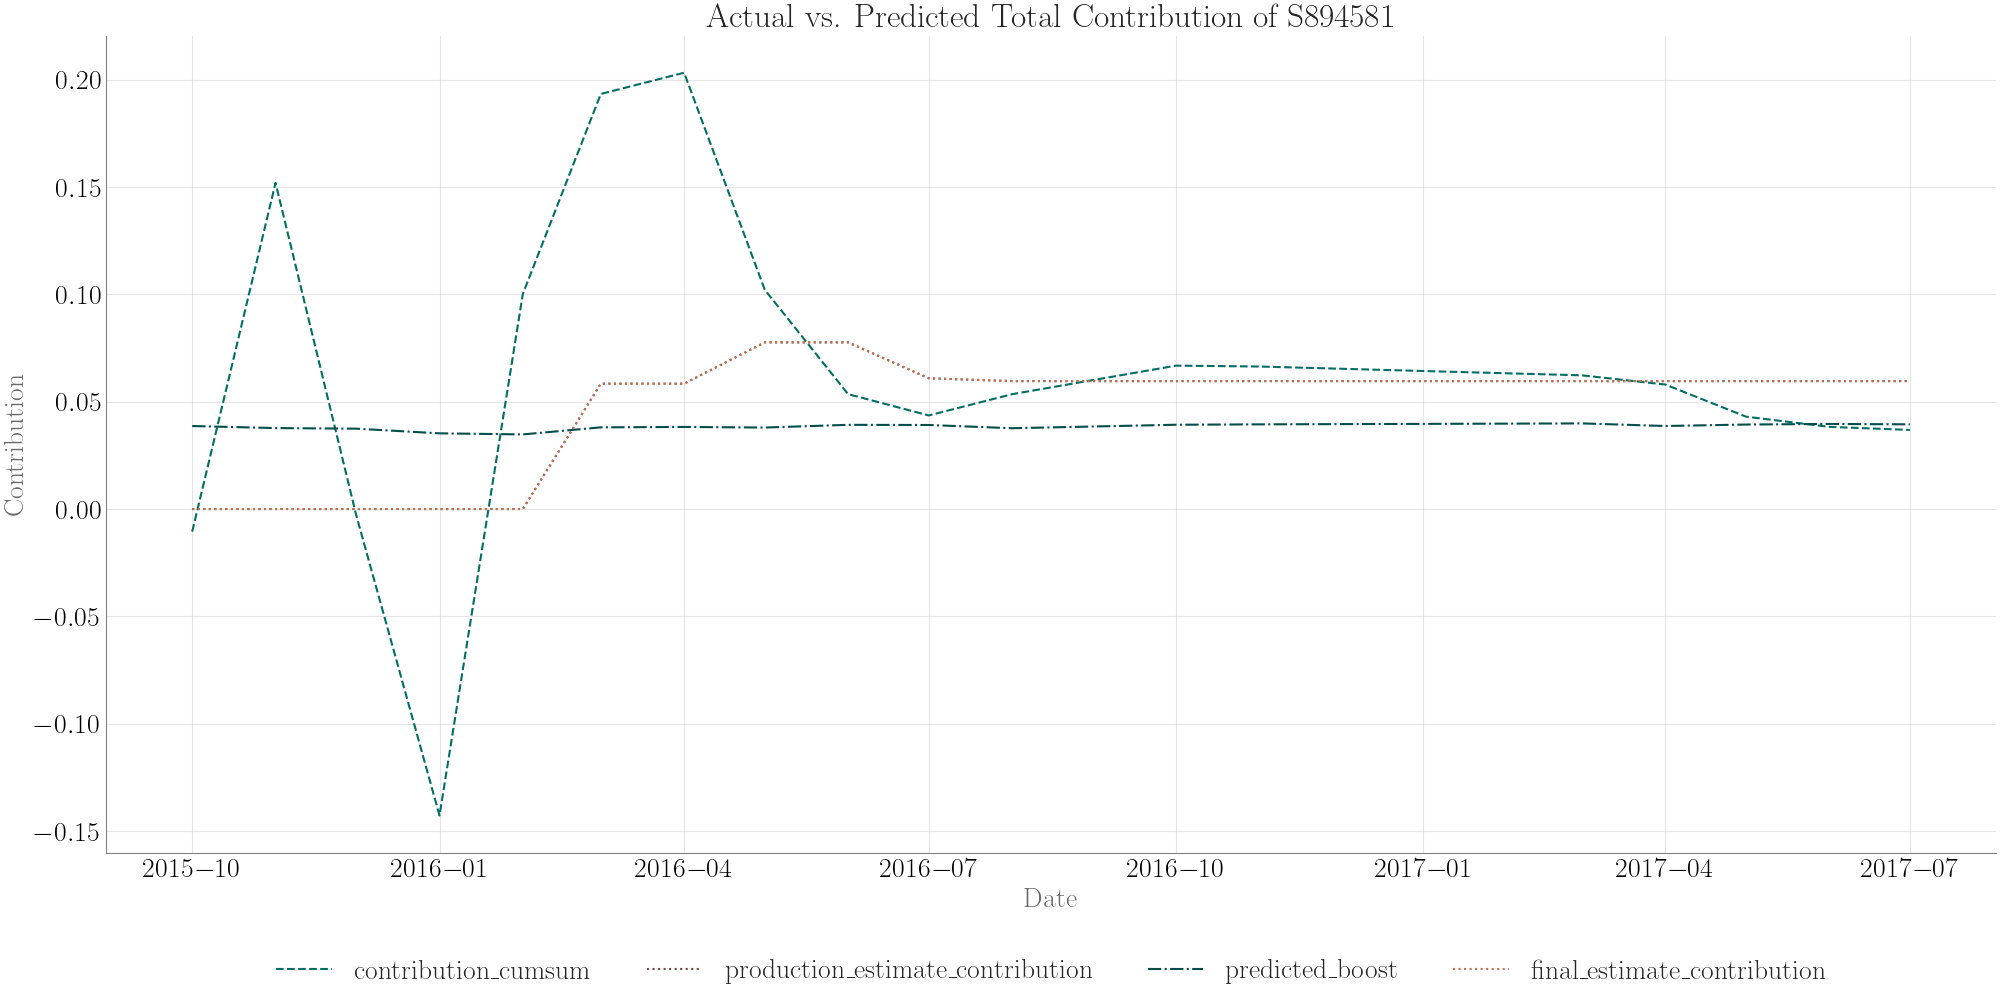 Actual vs. Predicted Total Contribution of S894581
0.20
0.15
0.10
0.05
0.00
−0.05
−0.10
−0.15
Contribution
2015−10 2016−01 2016−04 2016−07 2016−10 2017−01 2017−04 2017−07
Date
contribution_cumsum production_estimate_contribution predicted_boost final_estimate_contribution